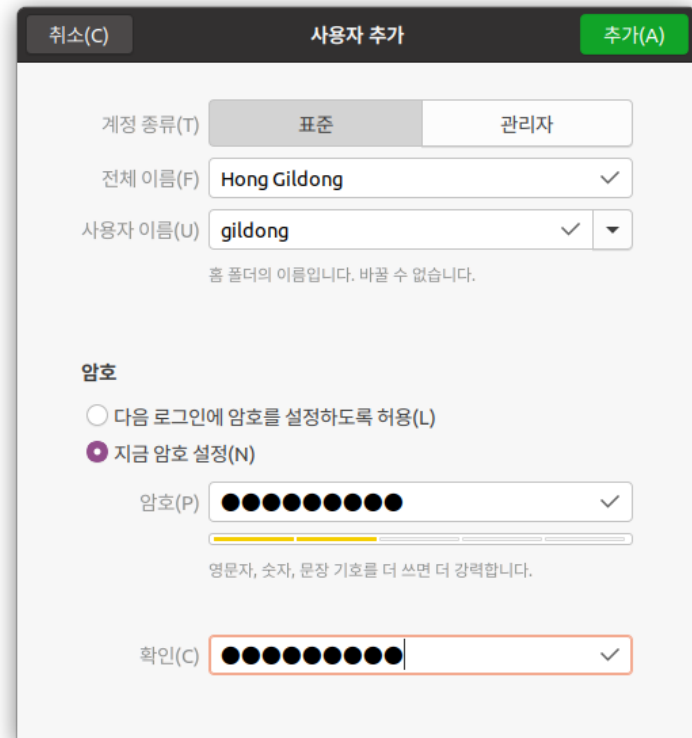 취소(C) 사용자 추가 추가(A)
계정 종류(T) 표준 관리자
전체 이름(F) Hong Gildong
사용자 이름(U) gildong
홈 폴더의 이름입니다. 바꿀 수 없습니다.
암호
다음 로그인에 암호를 설정하도록 허용(L)
지금 암호 설정(N)
암호(P) ●●●●●●●●●
영문자, 숫자, 문장 기호를 더 쓰면 더 강력합니다.
확인(C) ●●●●●●●●●